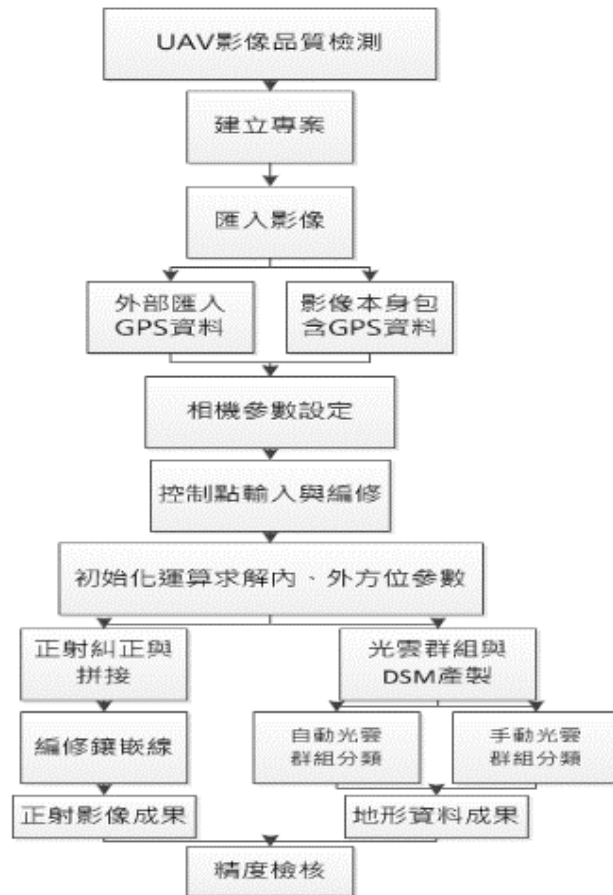 UAV影像品質檢測
建立專案
匯入影像
外部匯入
GPS資料
影像本身包
含GPS資料
相機參數設定
控制點輸入與編修
初始化運算求解內、外方位參數
正射糾正與
拼接
光雲群組與
DSM產製
編修鑲嵌線
自動光雲
群組分類
手動光雲
群組分類
正射影像成果
地形資料成果
精度檢核